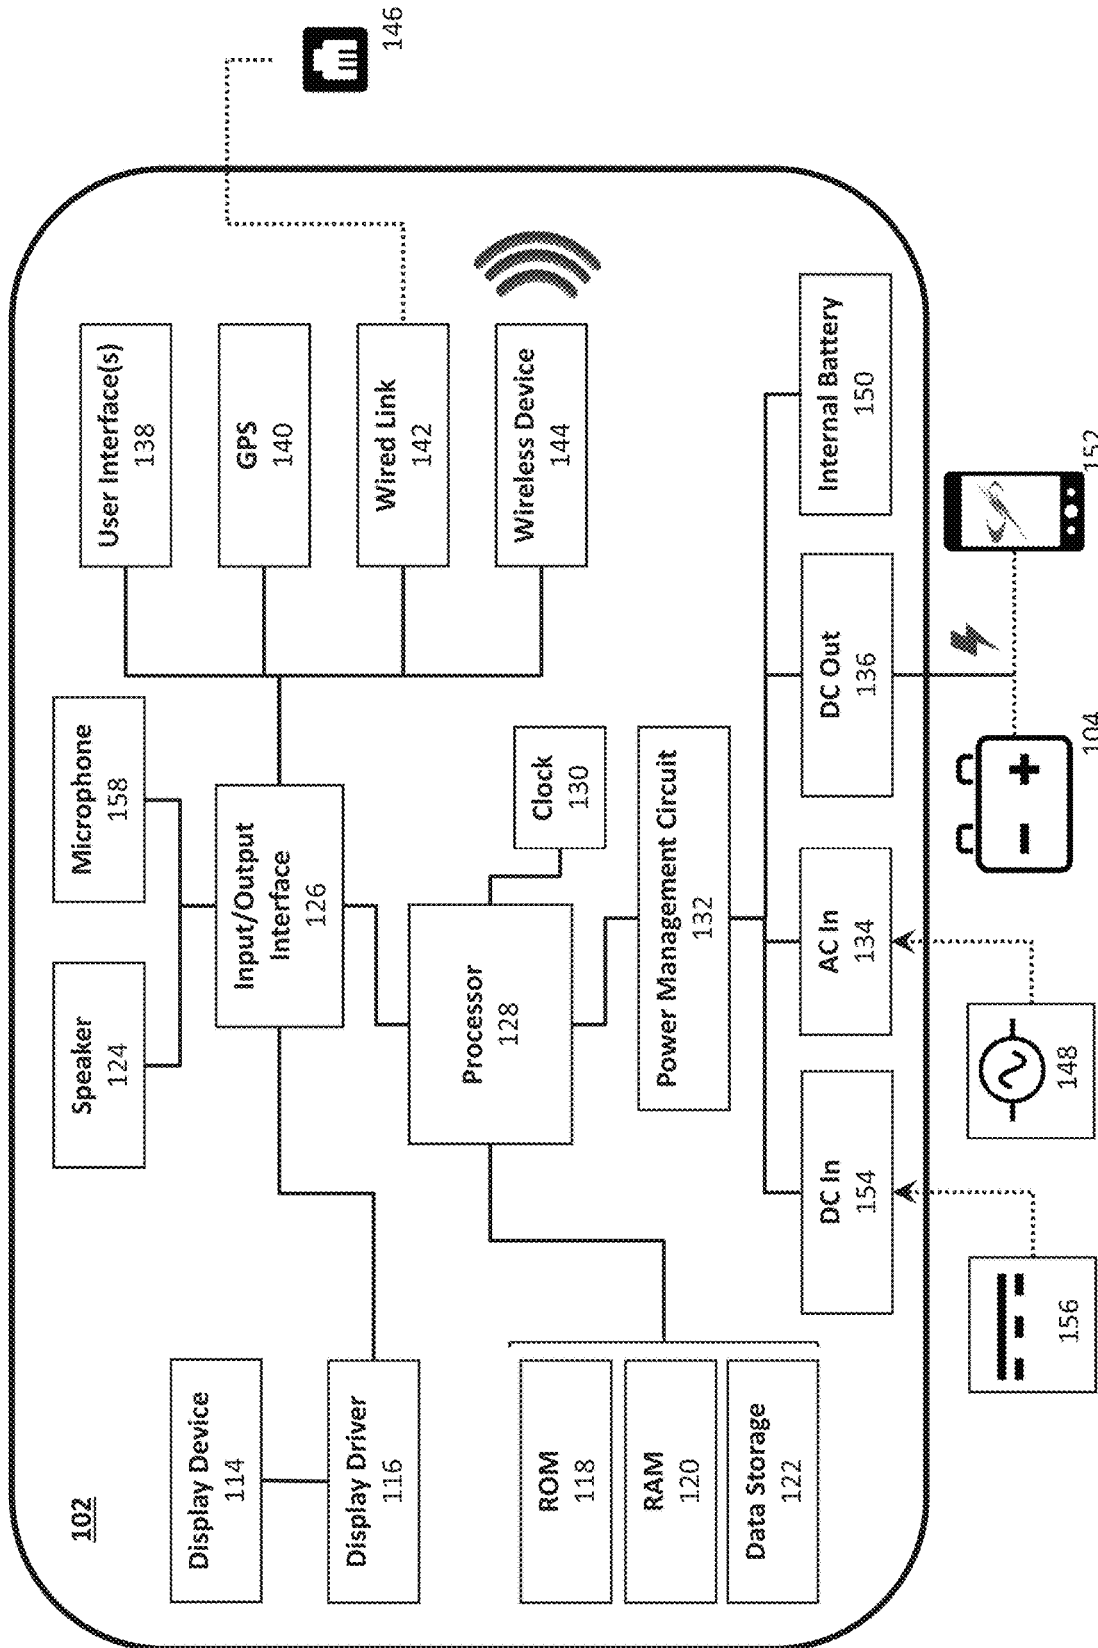 102
Display Device
114
Display Driver
116
ROM
118
RAM
120
Data Storage
122
Speaker
124
Microphone
158
Input/Output
Interface
126
Processor
128
Clock
130
Power Management Circuit
132
User Interface(s)
138
GPS
140
Wired Link
142
Wireless Device
144
146
DC In
154
AC In
134
DC Out
136
Internal Battery
150
156
148
104
152